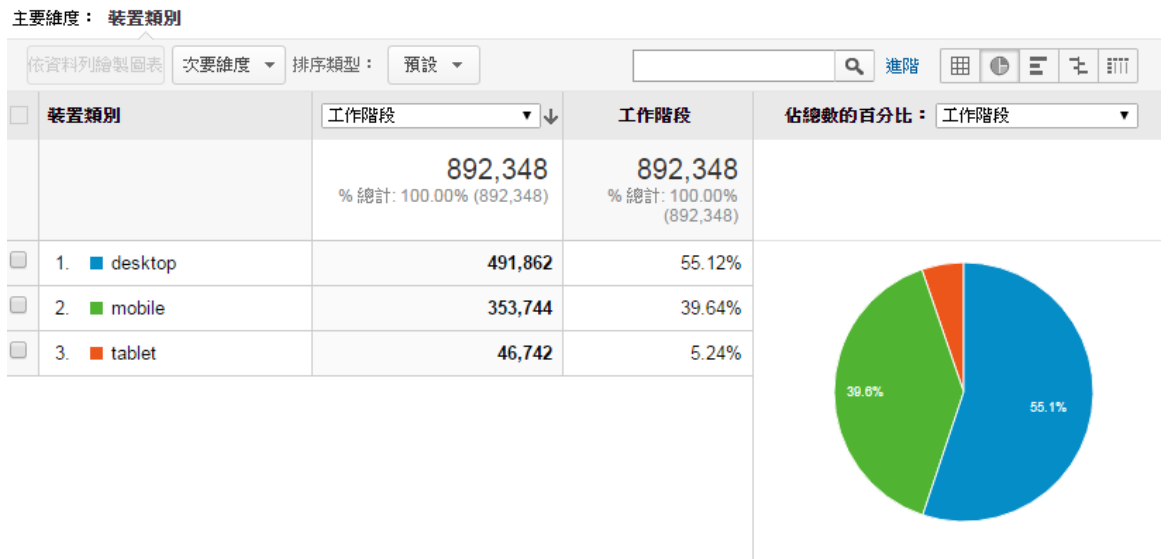 主要維度： 裝置類別
依資料列繪製圖表 次要維度 排序類型： 預設 進階
裝置類別 工作階段 工作階段 佔總數的百分比： 工作階段
892,348 892,348
% 總計: 100.00% (892,348) % 總計: 100.00%
(892,348)
1. desktop 491,862 55.12%
2. mobile 353,744 39.64%
3. tablet 46,742 5.24%
39.6%
55.1%